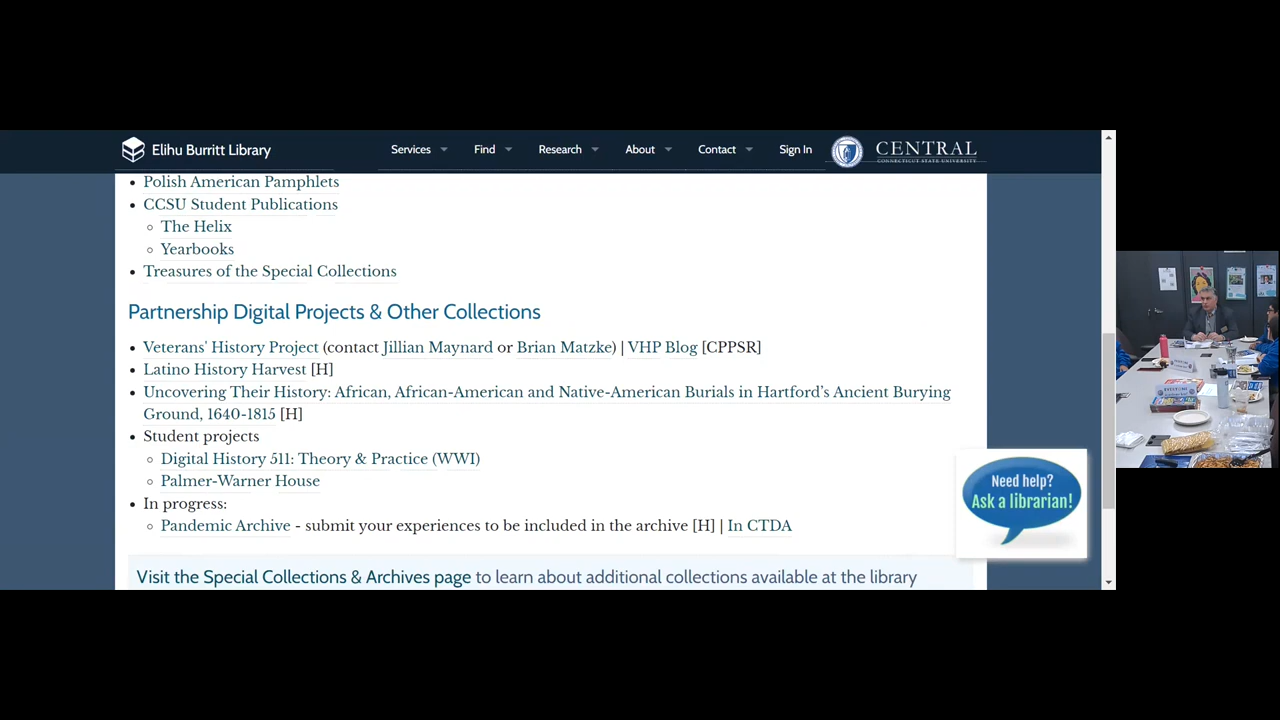 Elihu Burritt Library
Services
Find
Research
About
Contact
Sign In
CENTRAL
CONNECTICUT STATE UNIVERSITY
Polish American Pamphlets
CCSU Student Publications
The Helix
Yearbooks
Treasures of the Special Collections
Partnership Digital Projects & Other Collections
Veterans' History Project (contact Jillian Maynard or Brian Matzke) | VHP Blog [CPPSR]
Latino History Harvest [H]
Uncovering Their History: African, African-American and Native-American Burials in Hartford's Ancient Burying
Ground, 1640-1815 [H]
Student projects
Digital History 511: Theory & Practice (WWI)
Palmer-Warner House
In progress:
Pandemic Archive - submit your experiences to be included in the archive [H] | In CTDA
Need help?
Ask a librarian!
Visit the Special Collections & Archives page to learn about additional collections available at the library